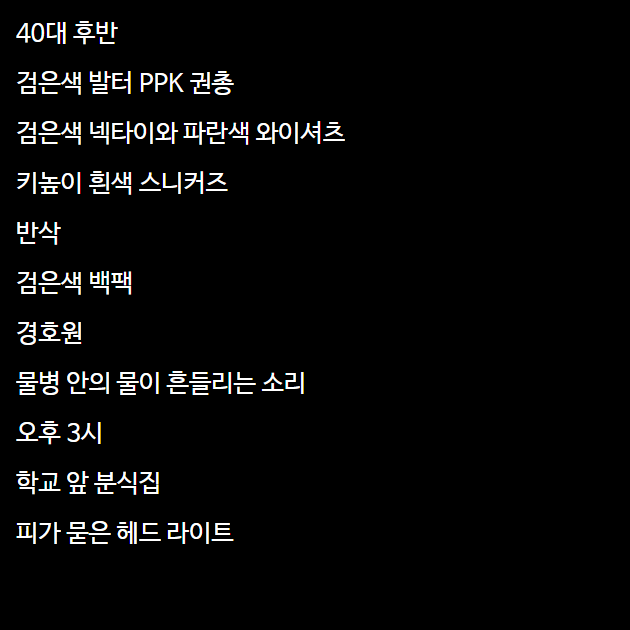 40대 후반
검은색 발터 PPK 권총
검은색 넥타이와 파란색 와이셔츠
키높이 흰색 스니커즈
반삭
검은색 백팩
경호원
물병 안의 물이 흔들리는 소리
오후 3시
학교 앞 분식집
피가 묻은 헤드 라이트